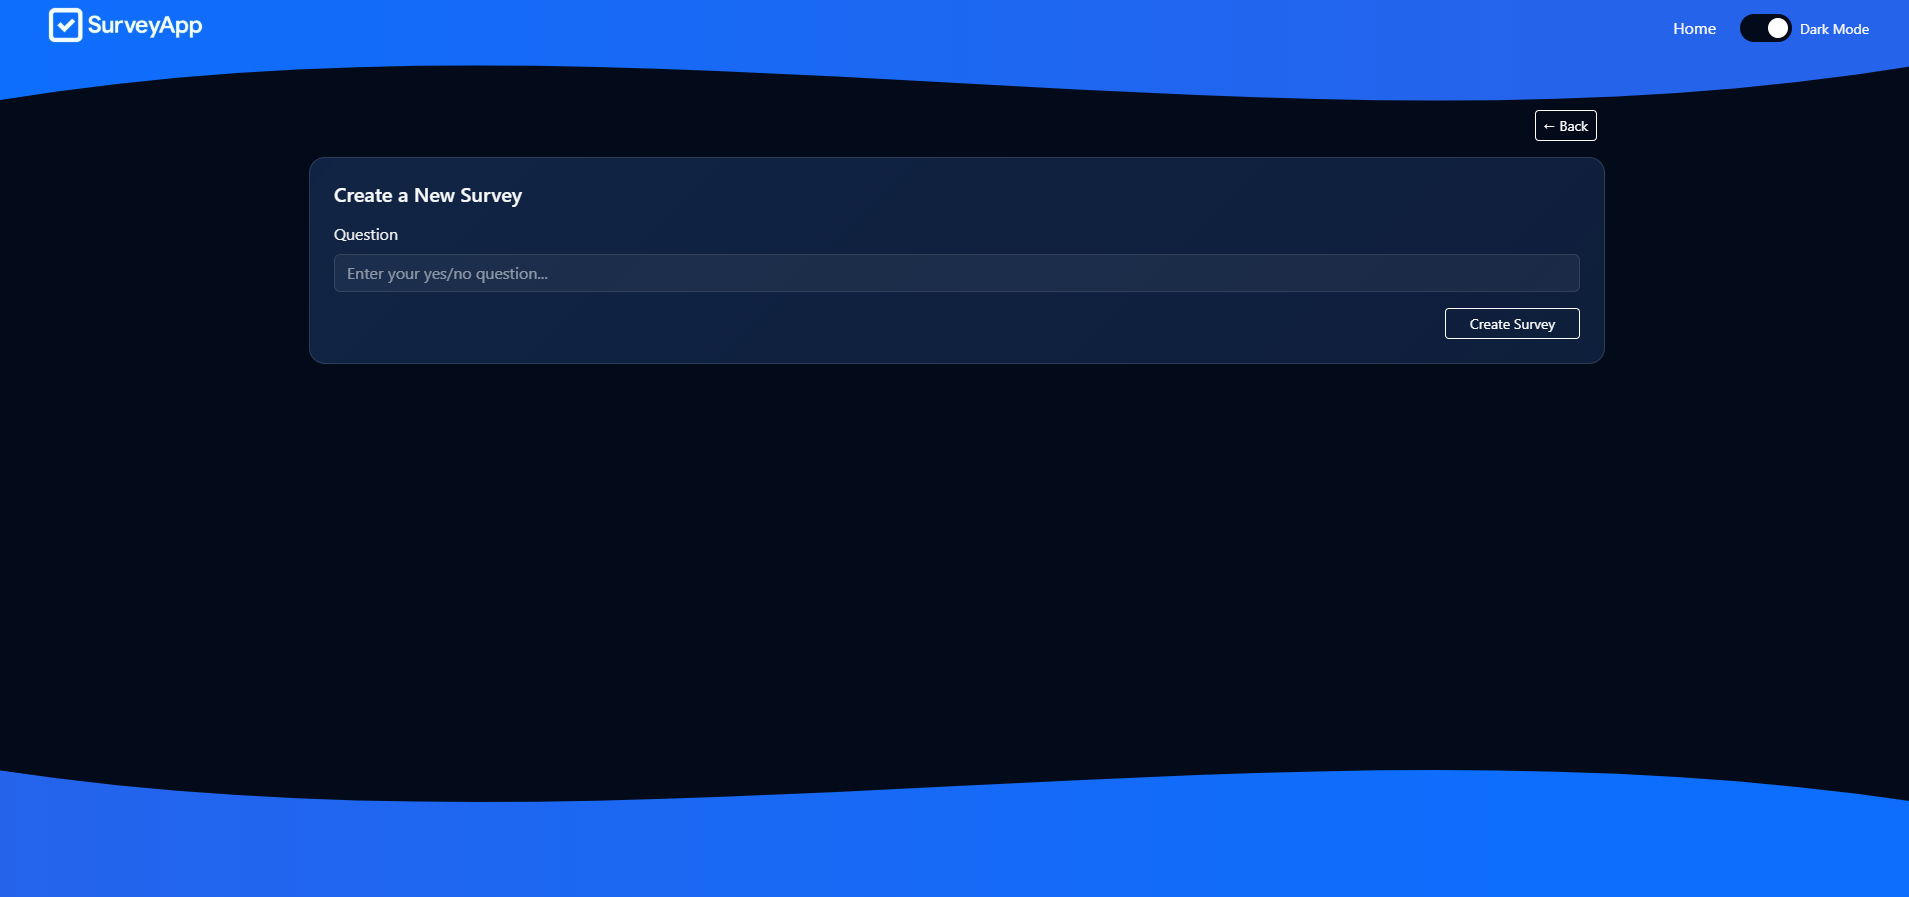 SurveyApp
Home
Dark Mode
← Back
Create a New Survey
Question
Enter your yes/no question...
Create Survey